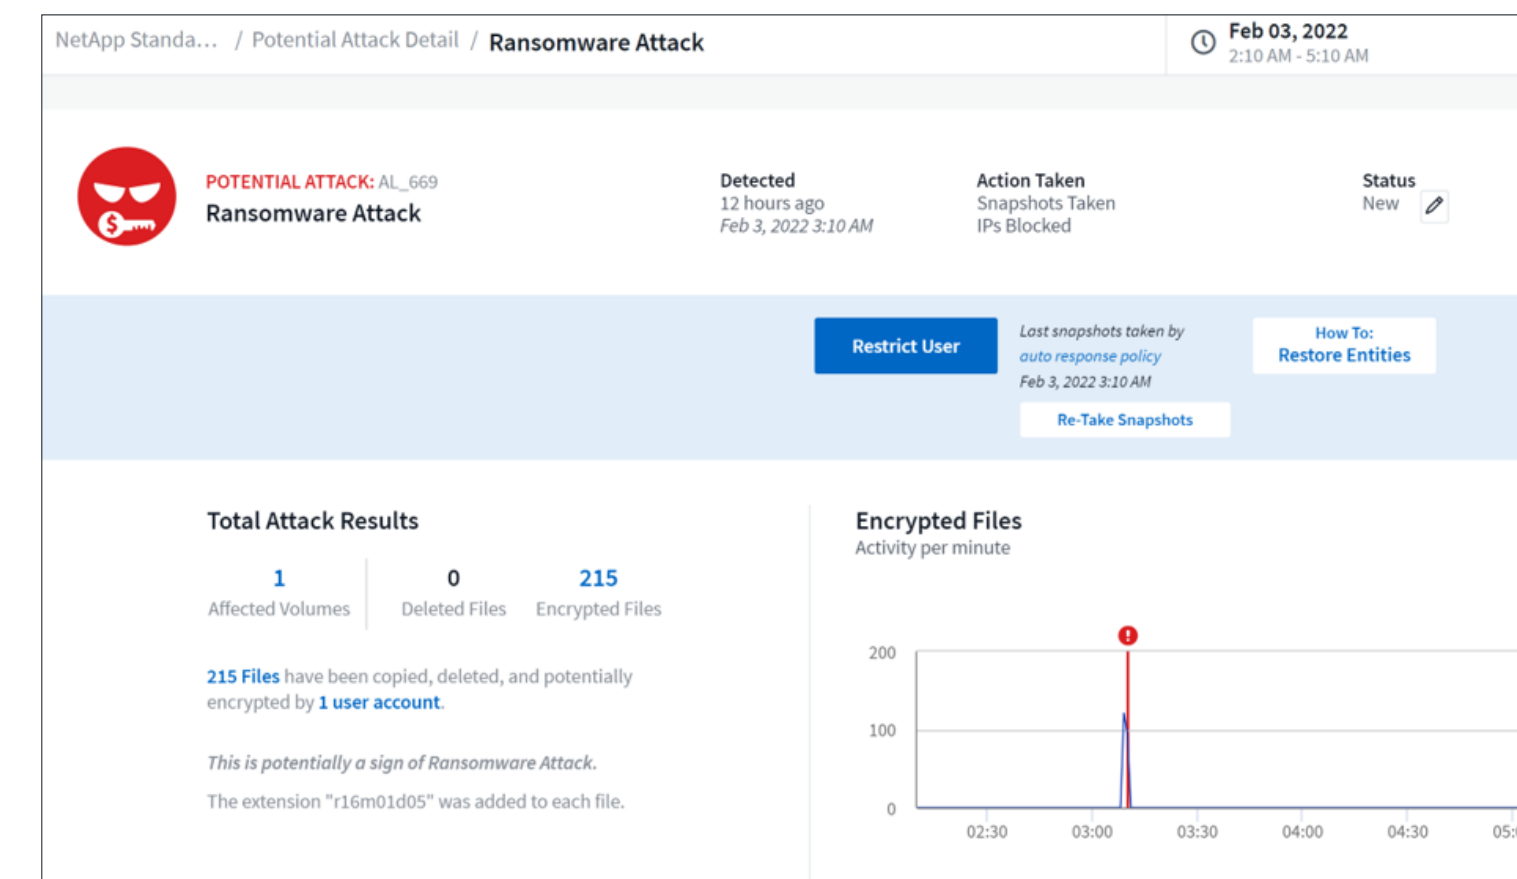 NetApp Standa... / Potential Attack Detail / Ransomware Attack
Feb 03, 2022
2:10 AM - 5:10 AM
POTENTIAL ATTACK: AL_669
Ransomware Attack
Detected
12 hours ago
Feb 3, 2022 3:10 AM
Action Taken
Snapshots Taken
IPs Blocked
Status
New
Restrict User
Last snapshots taken by
auto response policy
Feb 3, 2022 3:10 AM
Re-Take Snapshots
How To:
Restore Entities
Total Attack Results
1
Affected Volumes
0
Deleted Files
215
Encrypted Files
215 Files have been copied, deleted, and potentially
encrypted by 1 user account.
This is potentially a sign of Ransomware Attack.
The extension "r16m01d05" was added to each file.
Encrypted Files
Activity per minute
200
100
0
02:30 03:00 03:30 04:00 04:30